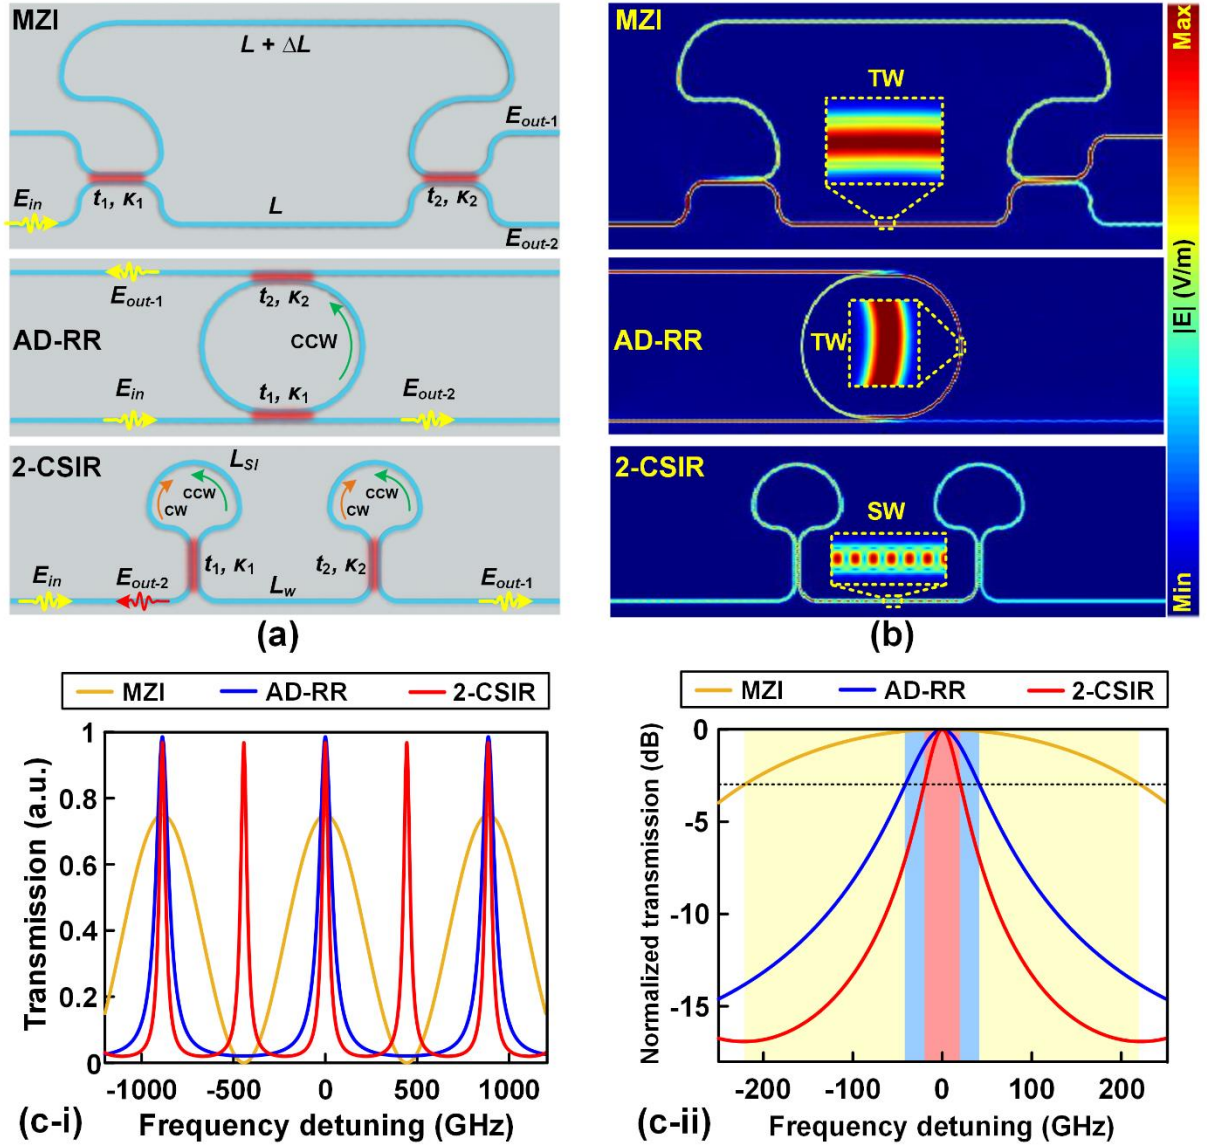 MZI
L + ΔL
E_out-1
t₁, κ₁
t₂, κ₂
E_in
L
E_out-2
E_out-1
t₂, κ₂
AD-RR
CCW
t₁, κ₁
E_in
E_out-2
2-CSIR
L_SI
CW
CCW
CW
CCW
t₁, κ₁
t₂, κ₂
E_in
E_out-2
L_W
E_out-1
(a)
MZI
TW
AD-RR
TW
2-CSIR
SW
Max
|E| (V/m)
Min
(b)
MZI AD-RR 2-CSIR
Transmission (a.u.)
1
0.8
0.6
0.4
0.2
0
-1000 -500 0 500 1000
Frequency detuning (GHz)
(c-i)
MZI AD-RR 2-CSIR
Normalized transmission (dB)
0
-5
-10
-15
-200 -100 0 100 200
Frequency detuning (GHz)
(c-ii)